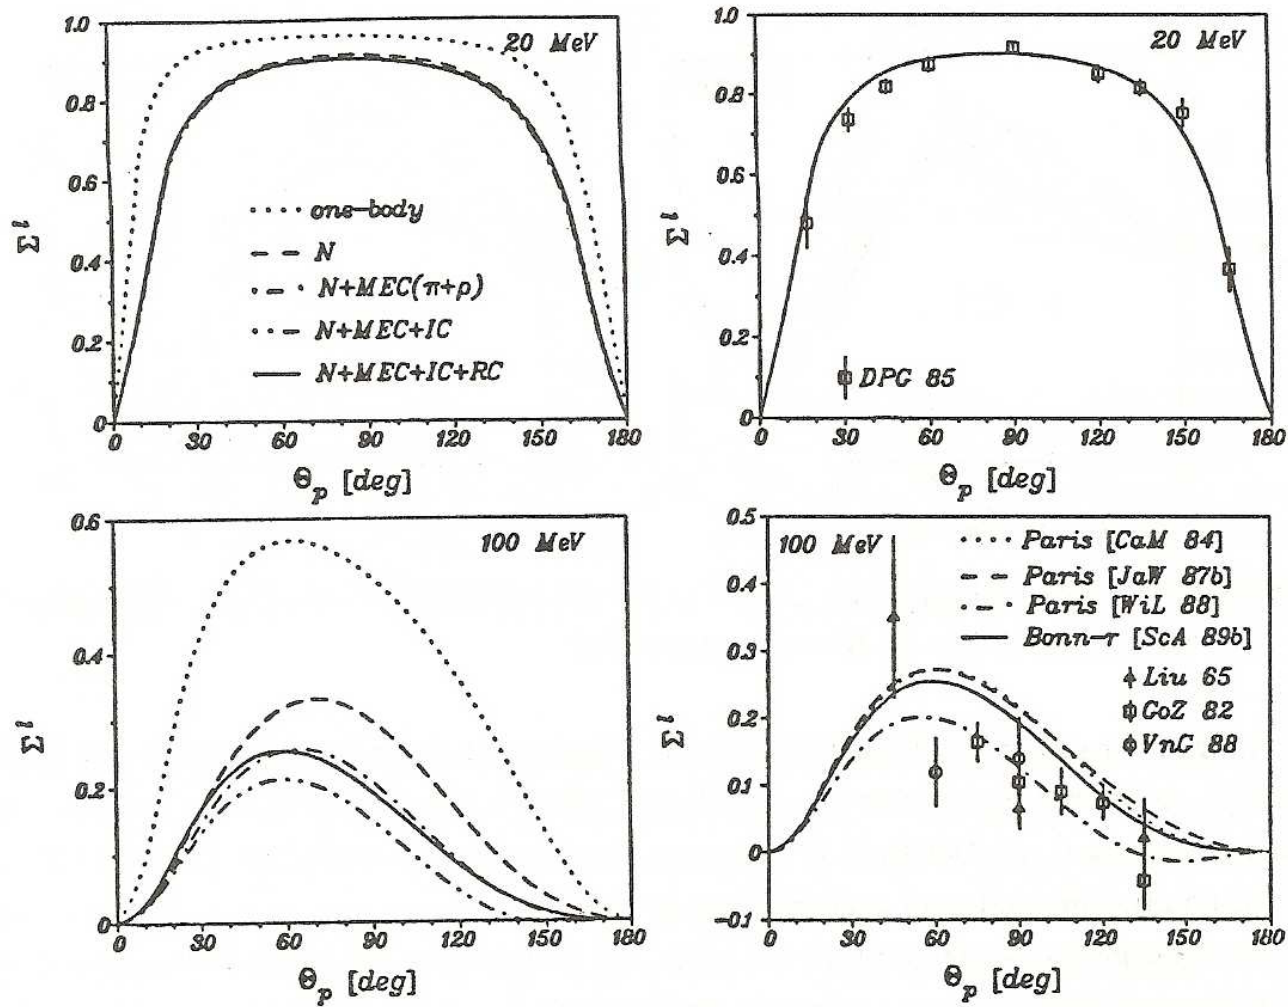 1.0
0.8
0.6
0.4
0.2
0
Σˡ
20 MeV
one-body
N
N+MEC(π+ρ)
N+MEC+IC
N+MEC+IC+RC
0 30 60 90 120 150 180
Θp [deg]
1.0
0.8
0.6
0.4
0.2
0
Σˡ
20 MeV
DPG 85
0 30 60 90 120 150 180
Θp [deg]
0.6
0.4
0.2
0
Σˡ
100 MeV
0 30 60 90 120 150 180
Θp [deg]
0.5
0.4
0.3
0.2
0.1
0
-0.1
Σˡ
100 MeV
Paris [CaM 84]
Paris [JaW 87b]
Paris [WiL 88]
Bonn-r [ScA 89b]
Liu 65
GoZ 82
VnG 88
0 30 60 90 120 150 180
Θp [deg]